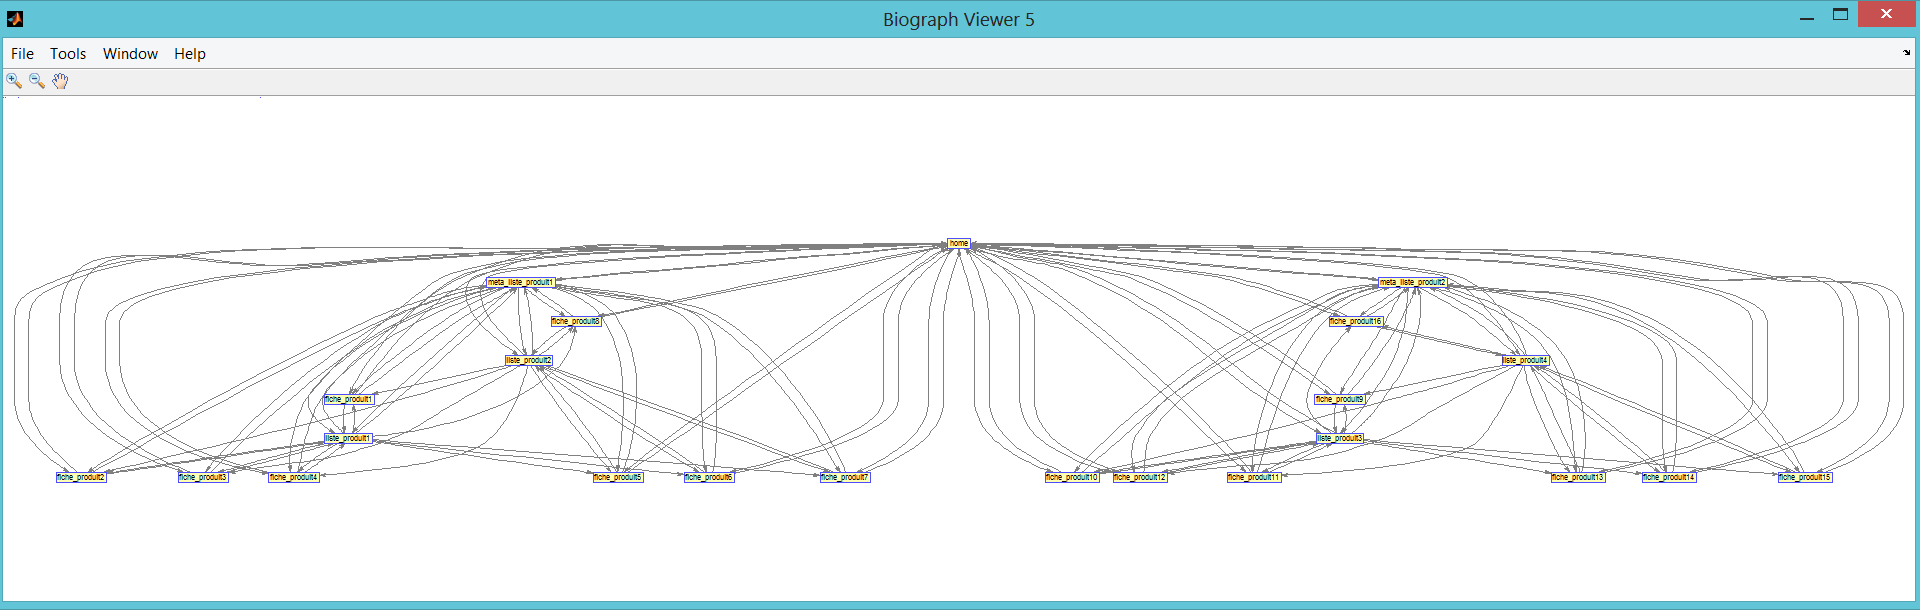 Biograph Viewer 5
File Tools Window Help
home
meta_liste_produit1 meta_liste_produit2
fiche_produit8 fiche_produit16
liste_produit2 liste_produit4
fiche_produit1 fiche_produit9
liste_produit1 liste_produit3
fiche_produit2 fiche_produit3 fiche_produit4 fiche_produit5 fiche_produit6 fiche_produit7 fiche_produit10 fiche_produit12 fiche_produit11 fiche_produit13 fiche_produit14 fiche_produit15